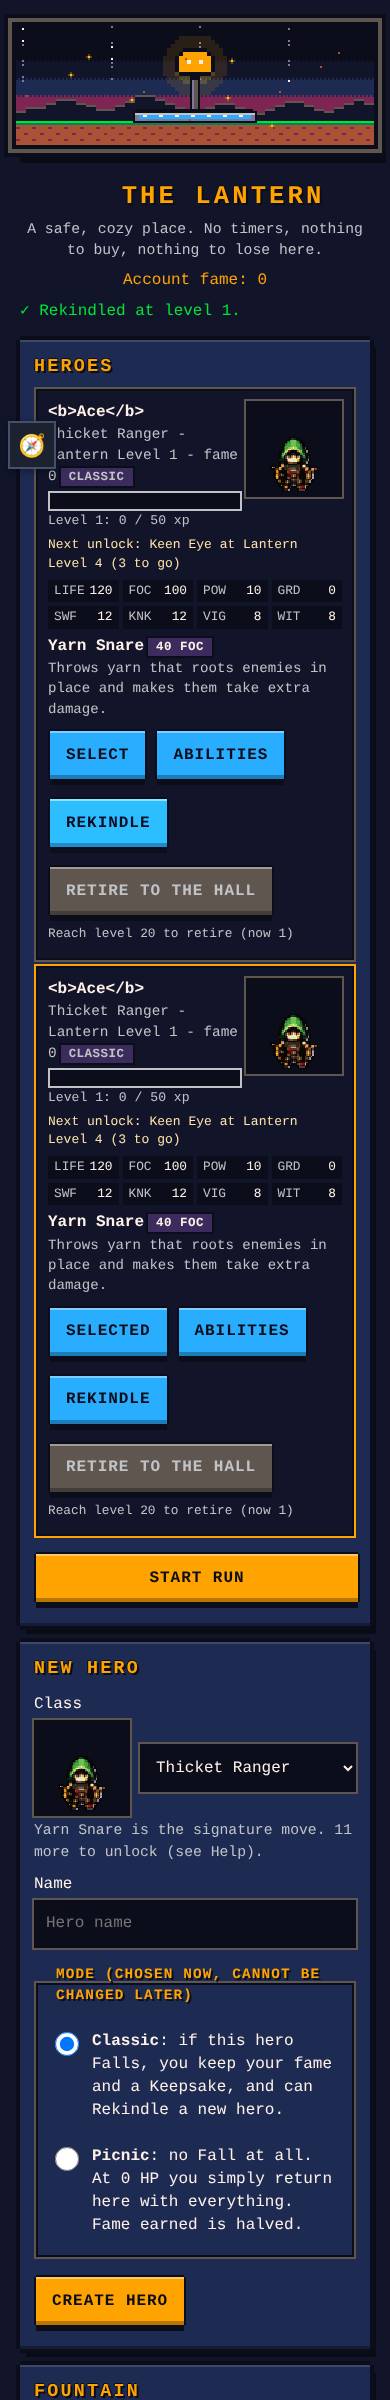 THE LANTERN
A safe, cozy place. No timers, nothing
to buy, nothing to lose here.
Account fame: 0
✓ Rekindled at level 1.
HEROES
<b>Ace</b>
hicket Ranger -
antern Level 1 - fame
0 CLASSIC
Level 1: 0 / 50 xp
Next unlock: Keen Eye at Lantern
Level 4 (3 to go)
LIFE 120 FOC 100 POW 10 GRD 0
SWF 12 KNK 12 VIG 8 WIT 8
Yarn Snare 40 FOC
Throws yarn that roots enemies in
place and makes them take extra
damage.
SELECT ABILITIES
REKINDLE
RETIRE TO THE HALL
Reach level 20 to retire (now 1)
<b>Ace</b>
Thicket Ranger -
Lantern Level 1 - fame
0 CLASSIC
Level 1: 0 / 50 xp
Next unlock: Keen Eye at Lantern
Level 4 (3 to go)
LIFE 120 FOC 100 POW 10 GRD 0
SWF 12 KNK 12 VIG 8 WIT 8
Yarn Snare 40 FOC
Throws yarn that roots enemies in
place and makes them take extra
damage.
SELECTED ABILITIES
REKINDLE
RETIRE TO THE HALL
Reach level 20 to retire (now 1)
START RUN
NEW HERO
Class
Thicket Ranger
Yarn Snare is the signature move. 11
more to unlock (see Help).
Name
Hero name
MODE (CHOSEN NOW, CANNOT BE
CHANGED LATER)
Classic: if this hero
Falls, you keep your fame
and a Keepsake, and can
Rekindle a new hero.
Picnic: no Fall at all.
At 0 HP you simply return
here with everything.
Fame earned is halved.
CREATE HERO
FOUNTAIN